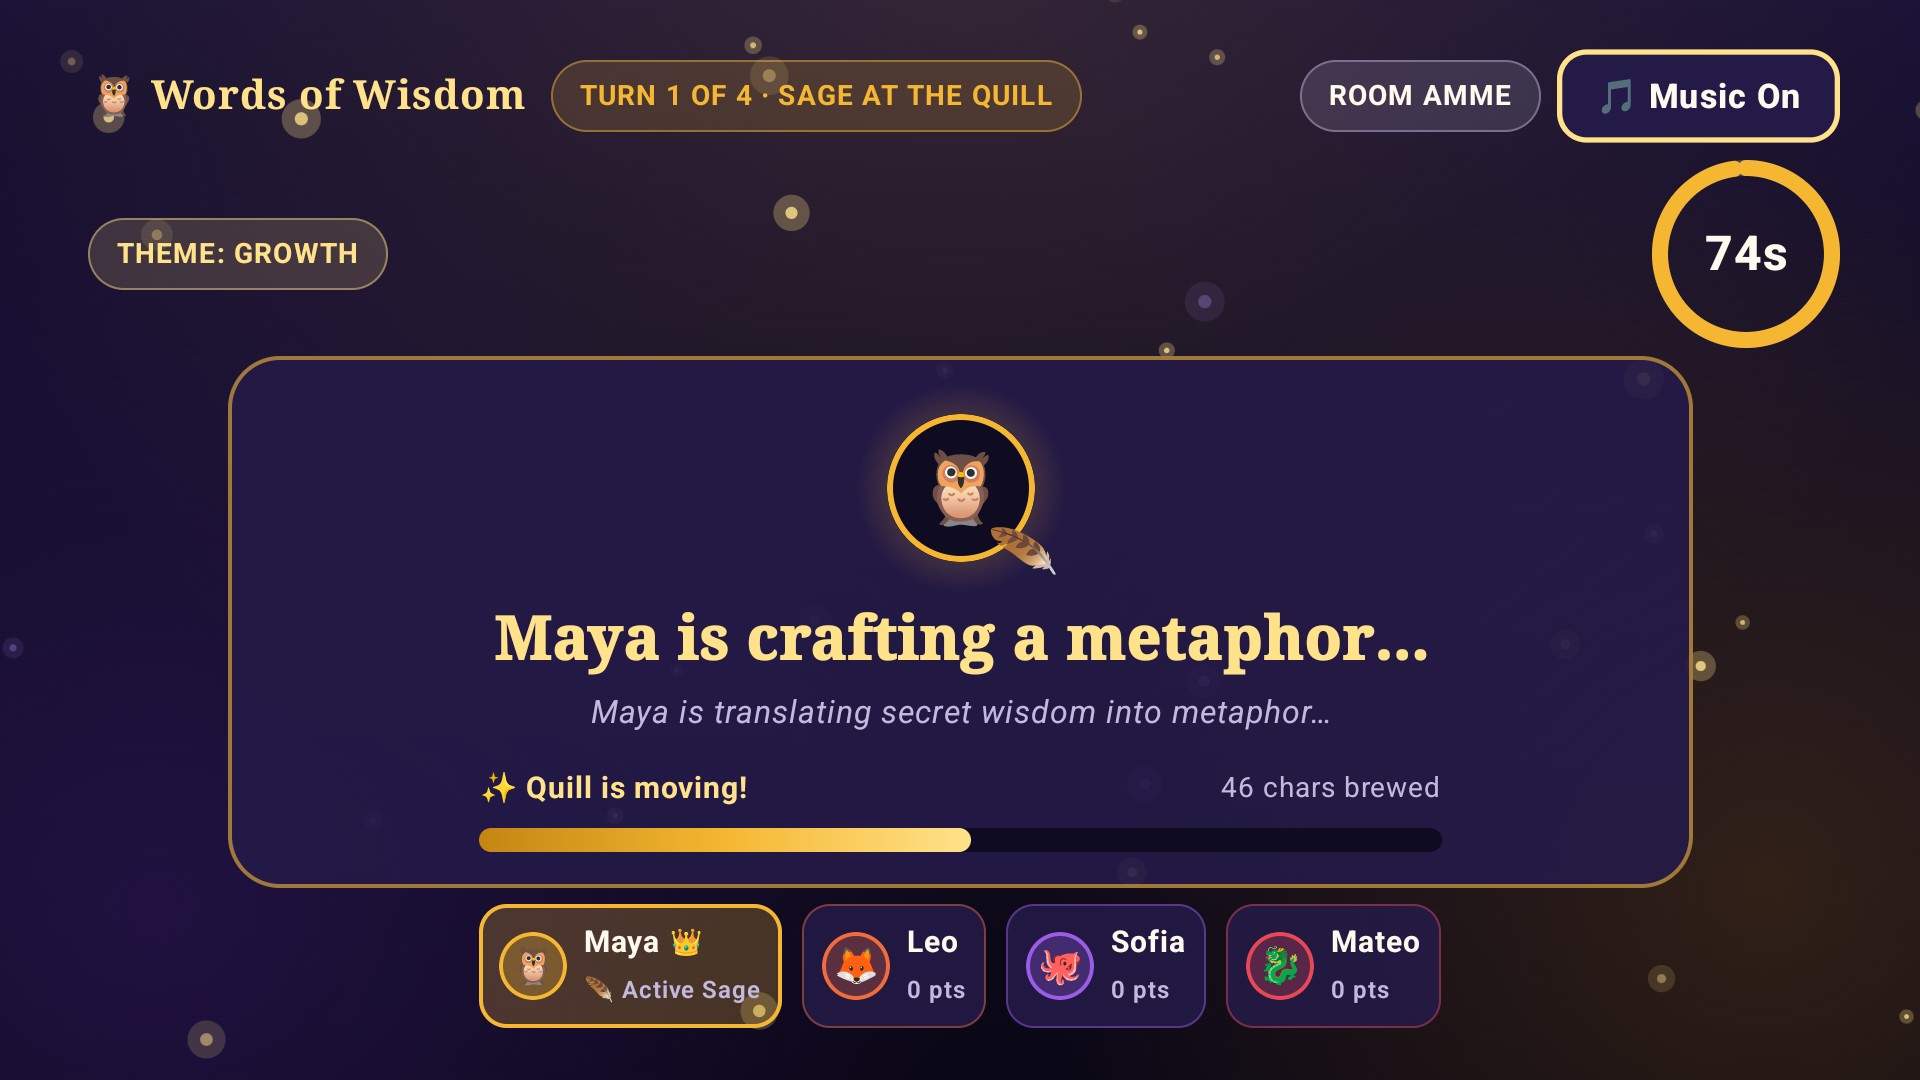 Words of Wisdom
TURN 1 OF 4 · SAGE AT THE QUILL
ROOM AMME
Music On
THEME: GROWTH
74s
Maya is crafting a metaphor...
Maya is translating secret wisdom into metaphor...
Quill is moving!
46 chars brewed
Maya
Active Sage
Leo
0 pts
Sofia
0 pts
Mateo
0 pts